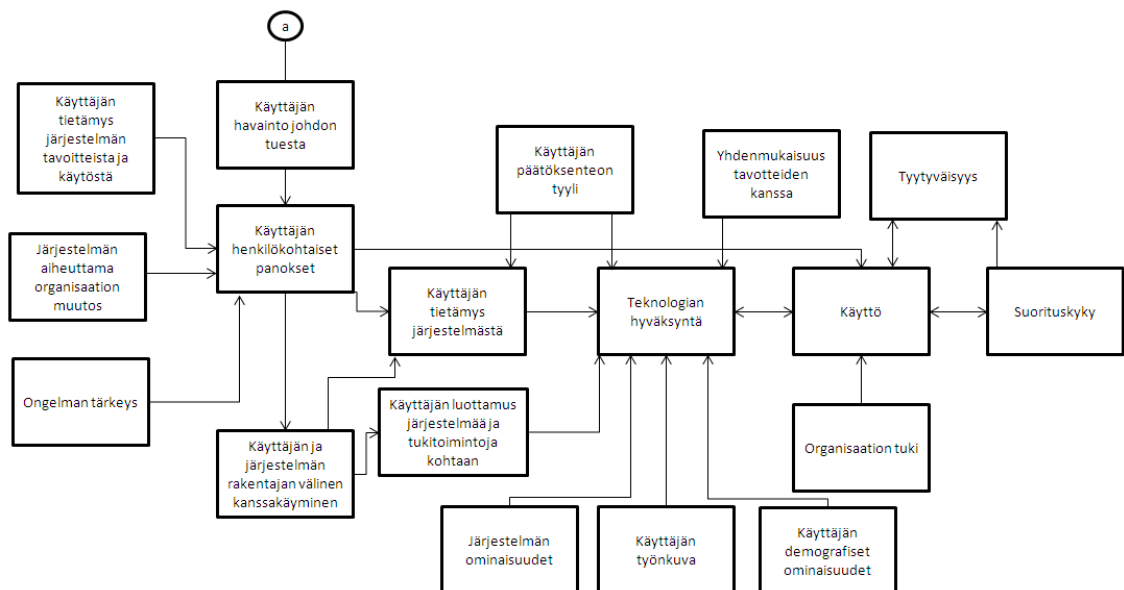 a
Käyttäjän
tietämys
järjestelmän
tavoitteista ja
käytöstä
Käyttäjän
havainto johdon
tuesta
Käyttäjän
päätöksenteon
tyyli
Yhdenmukaisuus
tavotteiden
kanssa
Tyytyväisyys
Järjestelmän
aiheuttama
organisaation
muutos
Käyttäjän
henkilökohtaiset
panokset
Käyttäjän
tietämys
järjestelmästä
Teknologian
hyväksyntä
Käyttö
Suorituskyky
Ongelman tärkeys
Käyttäjän ja
järjestelmän
rakentajan välinen
kanssakäyminen
Käyttäjän luottamus
järjestelmää ja
tukitoimintoja
kohtaan
Organisaation tuki
Järjestelmän
ominaisuudet
Käyttäjän
työnkuva
Käyttäjän
demografiset
ominaisuudet